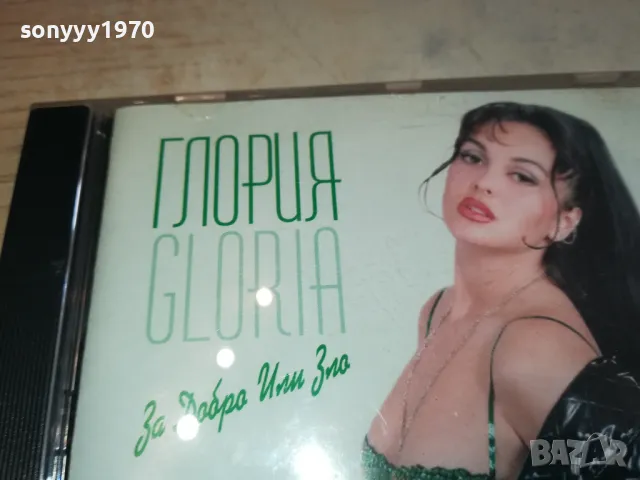 sonyyy1970
ГЛОРИЯ
GLORIA
За Добро Или Зло
BAZAR